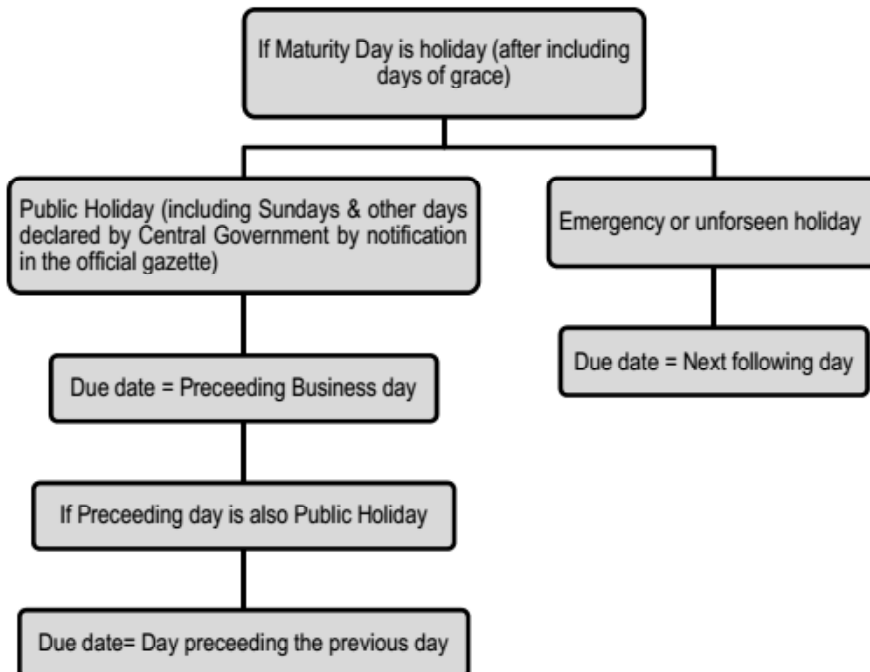 If Maturity Day is holiday (after including
days of grace)
Public Holiday (including Sundays & other days
declared by Central Government by notification
in the official gazette)
Emergency or unforseen holiday
Due date = Preceeding Business day
Due date = Next following day
If Preceeding day is also Public Holiday
Due date= Day preceeding the previous day